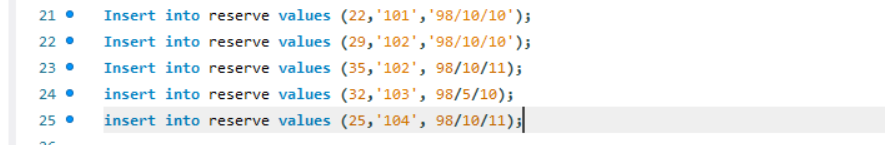 21 Insert into reserve values (22,'101','98/10/10');
22 Insert into reserve values (29,'102','98/10/10');
23 Insert into reserve values (35,'102', 98/10/11);
24 insert into reserve values (32,'103', 98/5/10);
25 insert into reserve values (25,'104', 98/10/11);